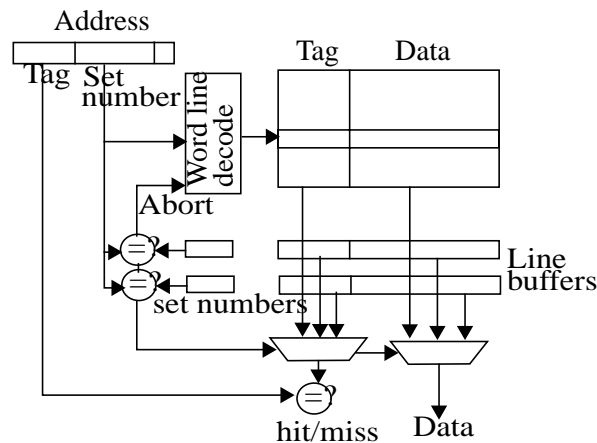 Address
Tag Set
number
Word line
decode
Tag Data
Abort
=?
=?
set numbers
Line
buffers
=?
hit/miss
Data